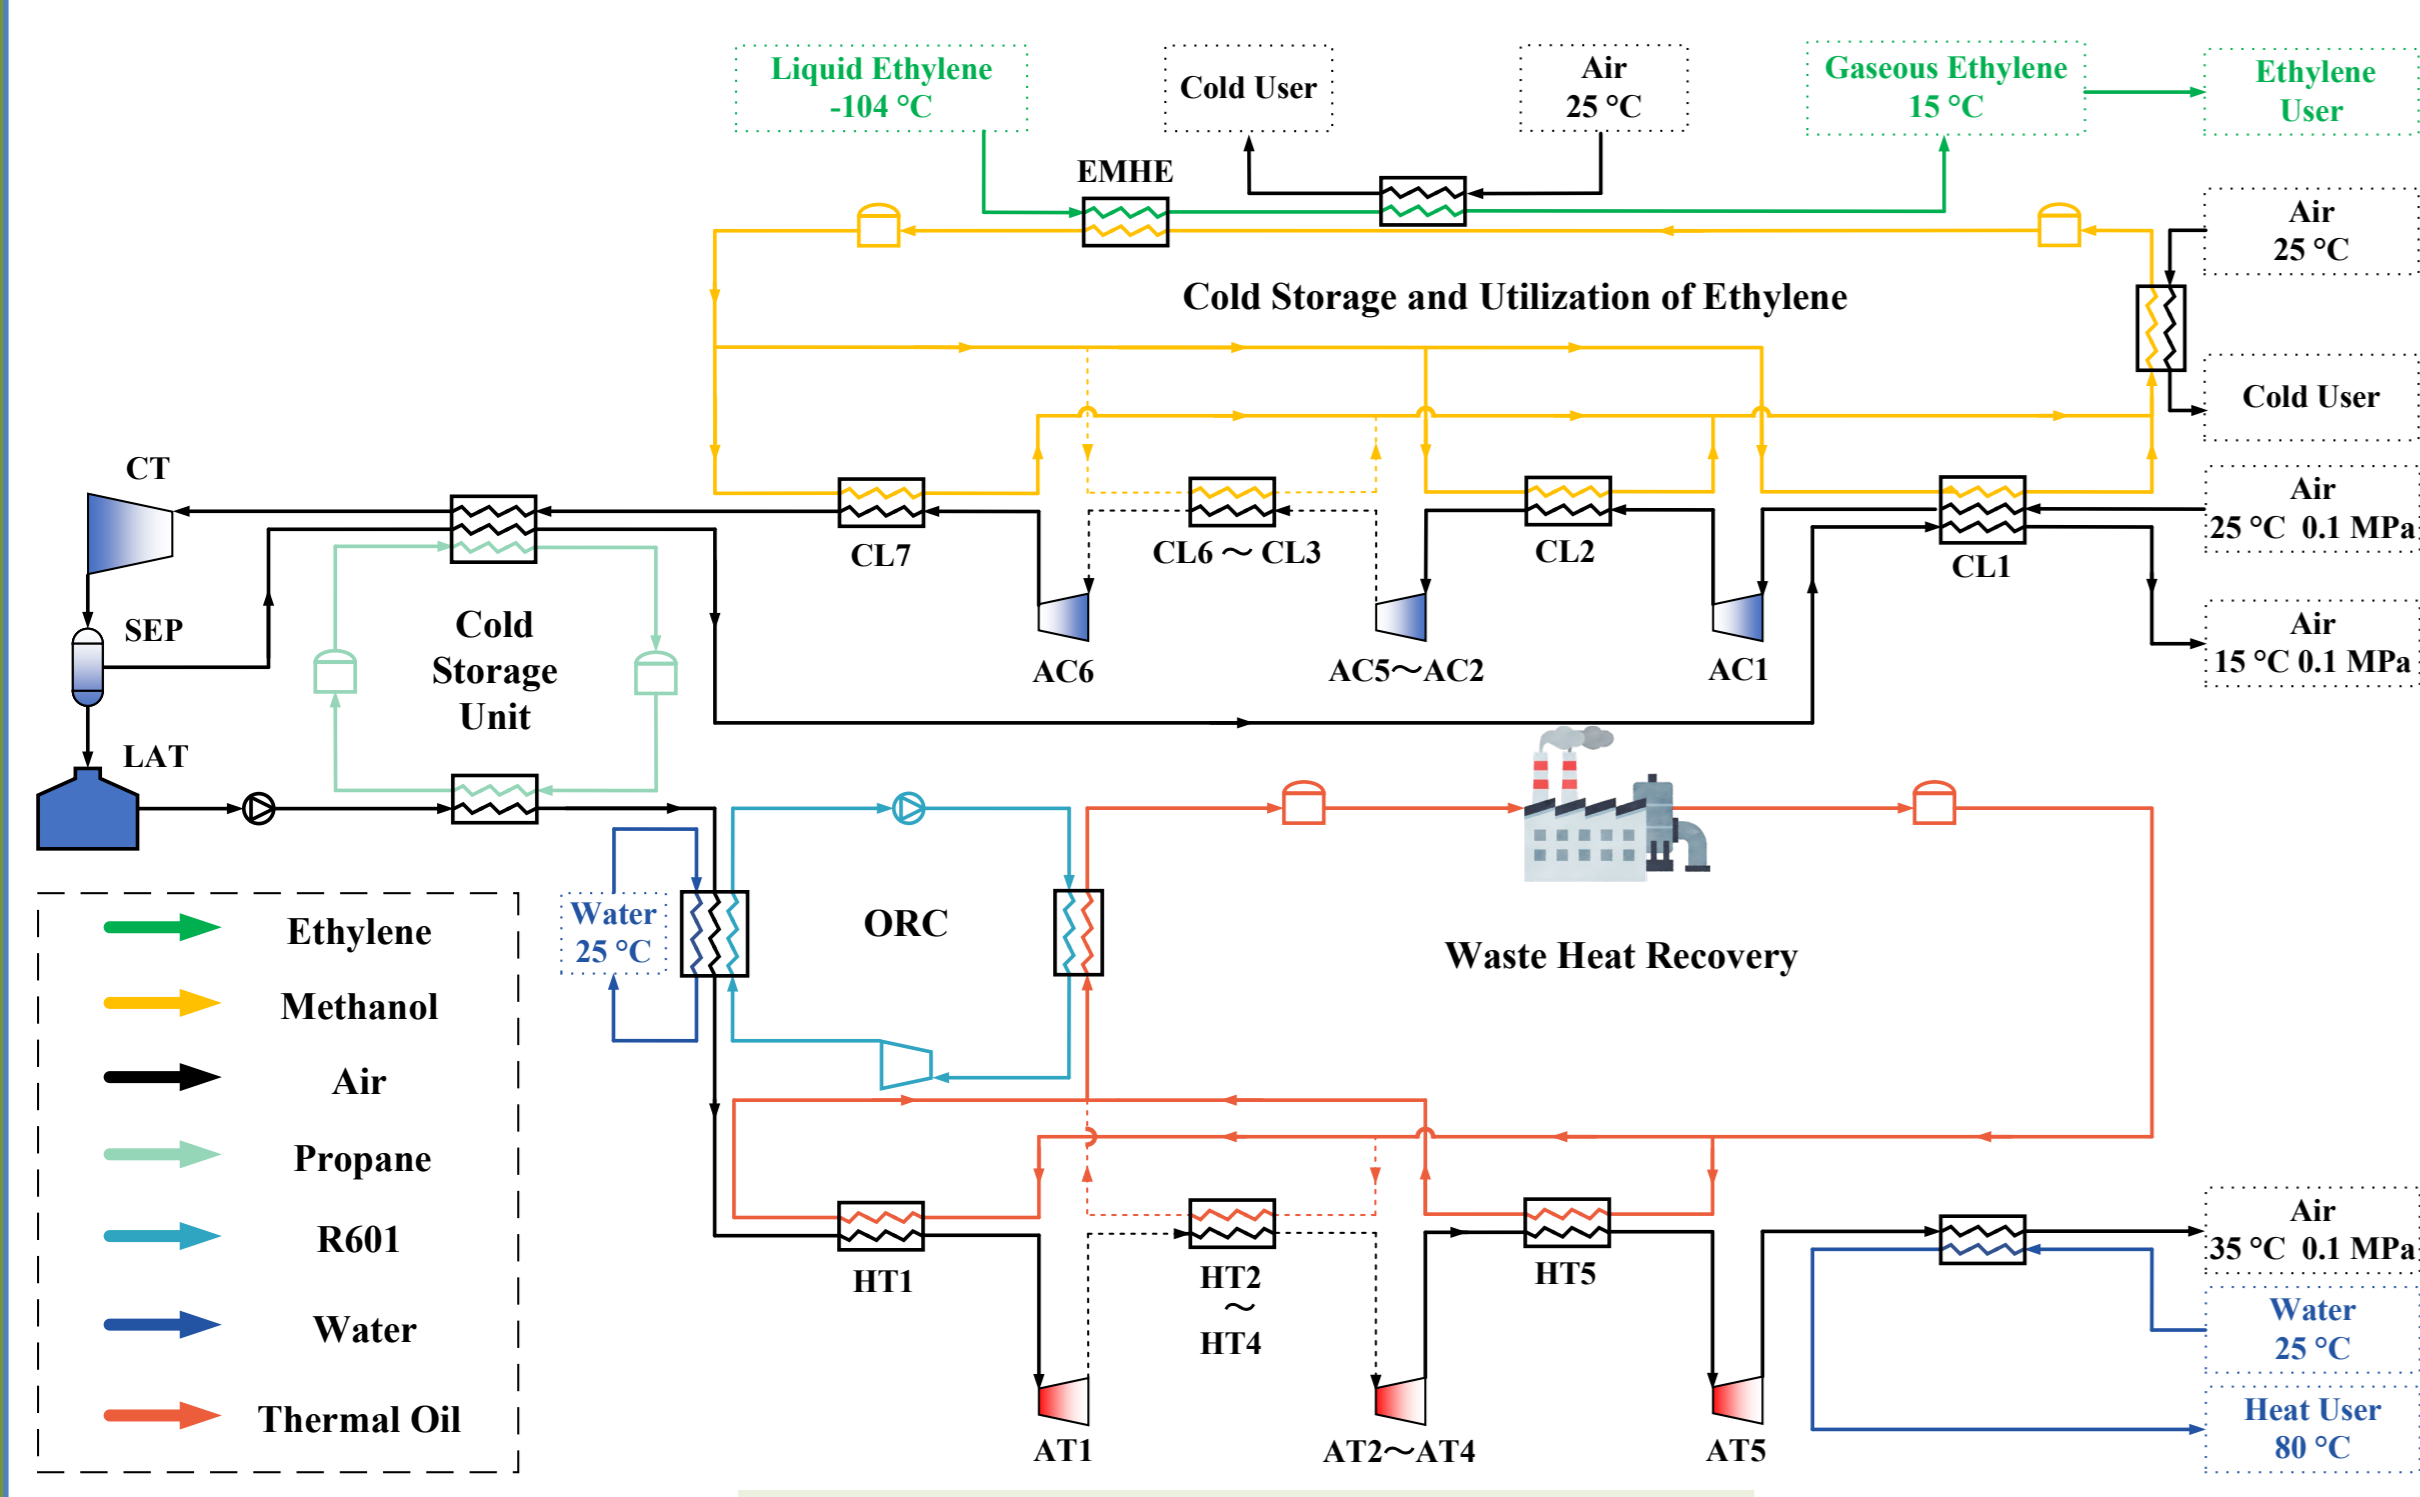 Liquid Ethylene
-104 °C
Cold User
Air
25 °C
Gaseous Ethylene
15 °C
Ethylene
User
EMHE
Air
25 °C
Cold Storage and Utilization of Ethylene
Cold User
CT
Air
25 °C 0.1 MPa
CL7
CL6～CL3
CL2
CL1
SEP
Cold
Storage
Unit
Air
15 °C 0.1 MPa
AC6
AC5～AC2
AC1
LAT
Water
25 °C
ORC
Waste Heat Recovery
Ethylene
Methanol
Air
Propane
R601
Water
Thermal Oil
HT1
HT2
～
HT4
HT5
Air
35 °C 0.1 MPa
Water
25 °C
Heat User
80 °C
AT1
AT2～AT4
AT5